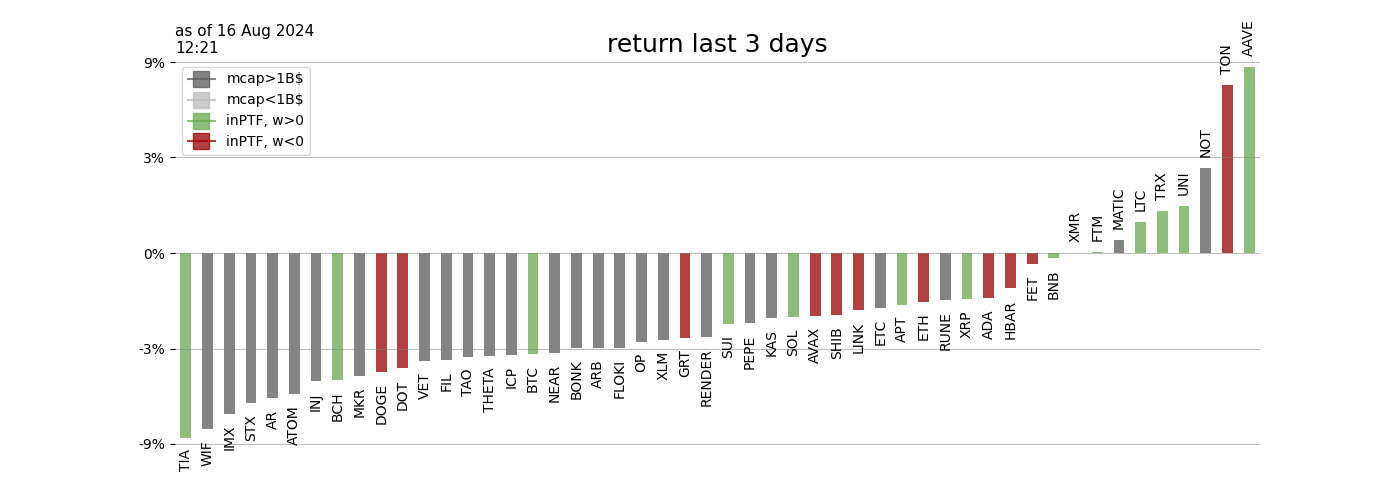 as of 16 Aug 2024
12:21
return last 3 days
9%
3%
0%
-3%
-9%
mcap>1B$
mcap<1B$
inPTF, w>0
inPTF, w<0
TIA
WIF
IMX
STX
AR
ATOM
INJ
BCH
MKR
DOGE
DOT
VET
FIL
TAO
THETA
ICP
BTC
NEAR
BONK
ARB
FLOKI
OP
XLM
GRT
RENDER
SUI
PEPE
KAS
SOL
AVAX
SHIB
LINK
ETC
APT
ETH
RUNE
XRP
ADA
HBAR
FET
BNB
XMR
FTM
MATIC
LTC
TRX
UNI
NOT
TON
AAVE